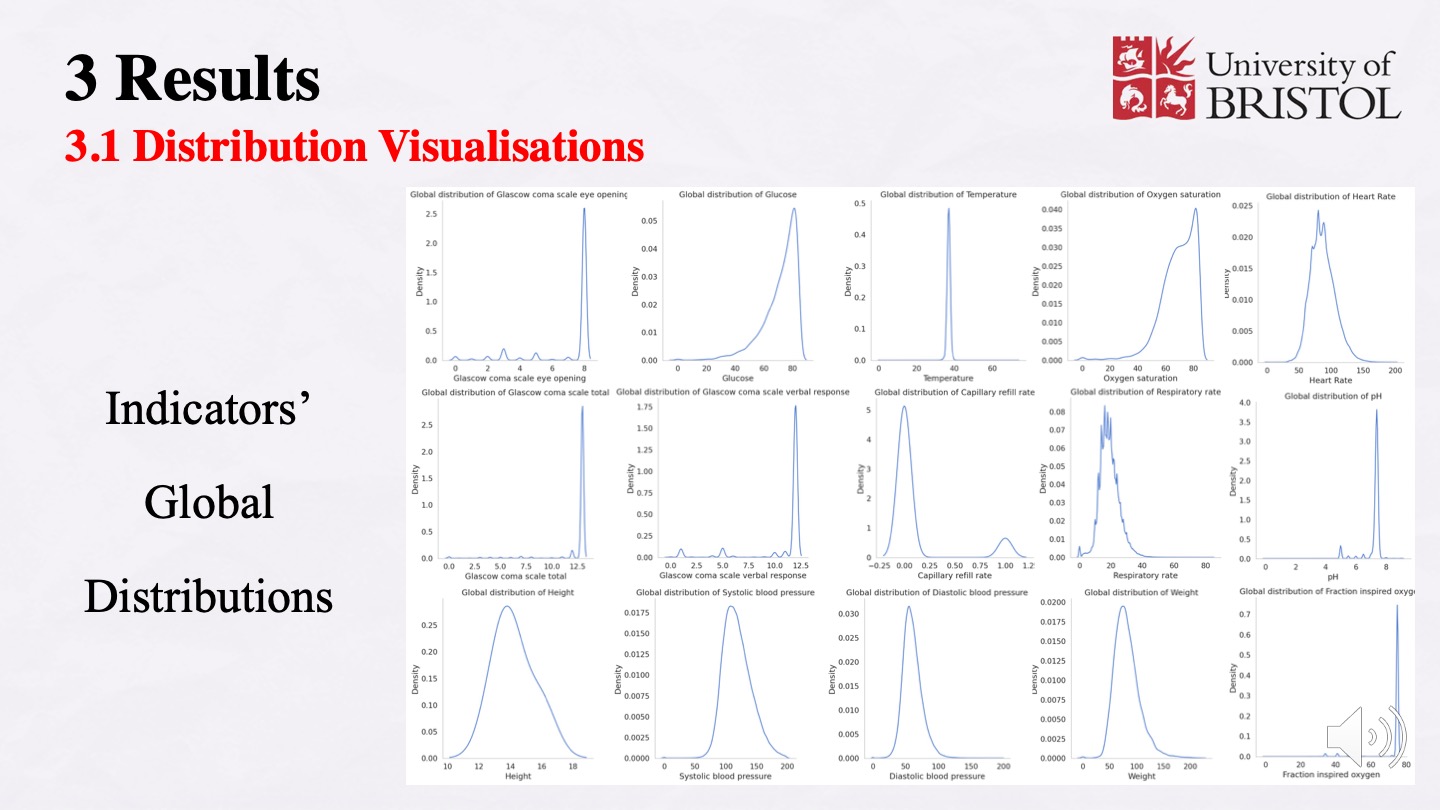 3 Results
3.1 Distribution Visualisations
University of
BRISTOL
Indicators’
Global
Distributions
Global distribution of Glascow coma scale eye opening
Density
2.5
2.0
1.5
1.0
0.5
0.0
0 2 4 6 8
Glascow coma scale eye opening
Global distribution of Glucose
Density
0.05
0.04
0.03
0.02
0.01
0.00
0 20 40 60 80
Glucose
Global distribution of Temperature
Density
0.5
0.4
0.3
0.2
0.1
0.0
0 20 40 60
Temperature
Global distribution of Oxygen saturation
Density
0.040
0.035
0.030
0.025
0.020
0.015
0.010
0.005
0.000
0 20 40 60 80
Oxygen saturation
Global distribution of Heart Rate
Density
0.025
0.020
0.015
0.010
0.005
0.000
0 50 100 150 200
Heart Rate
Global distribution of Glascow coma scale total
Density
2.5
2.0
1.5
1.0
0.5
0.0
0.0 2.5 5.0 7.5 10.0 12.5
Glascow coma scale total
Global distribution of Glascow coma scale verbal response
Density
1.75
1.50
1.25
1.00
0.75
0.50
0.25
0.00
0.0 2.5 5.0 7.5 10.0 12.5
Glascow coma scale verbal response
Global distribution of Capillary refill rate
Density
5
4
3
2
1
0
−0.25 0.00 0.25 0.50 0.75 1.00 1.2
Capillary refill rate
Global distribution of Respiratory rate
Density
0.08
0.07
0.06
0.05
0.04
0.03
0.02
0.01
0.00
0 20 40 60 80
Respiratory rate
Global distribution of pH
Density
4.0
3.5
3.0
2.5
2.0
1.5
1.0
0.5
0.0
0 2 4 6 8
pH
Global distribution of Height
Density
0.25
0.20
0.15
0.10
0.05
0.00
10 12 14 16 18
Height
Global distribution of Systolic blood pressure
Density
0.0175
0.0150
0.0125
0.0100
0.0075
0.0050
0.0025
0.0000
0 50 100 150 200
Systolic blood pressure
Global distribution of Diastolic blood pressure
Density
0.030
0.025
0.020
0.015
0.010
0.005
0.000
0 50 100 150 200
Diastolic blood pressure
Global distribution of Weight
Density
0.0200
0.0175
0.0150
0.0125
0.0100
0.0075
0.0050
0.0025
0.0000
0 50 100 150 200
Weight
Global distribution of Fraction inspired oxyg
Density
0.7
0.6
0.5
0.4
0.3
0.2
0.1
0.0
0 20 40 60 80
Fraction inspired oxygen